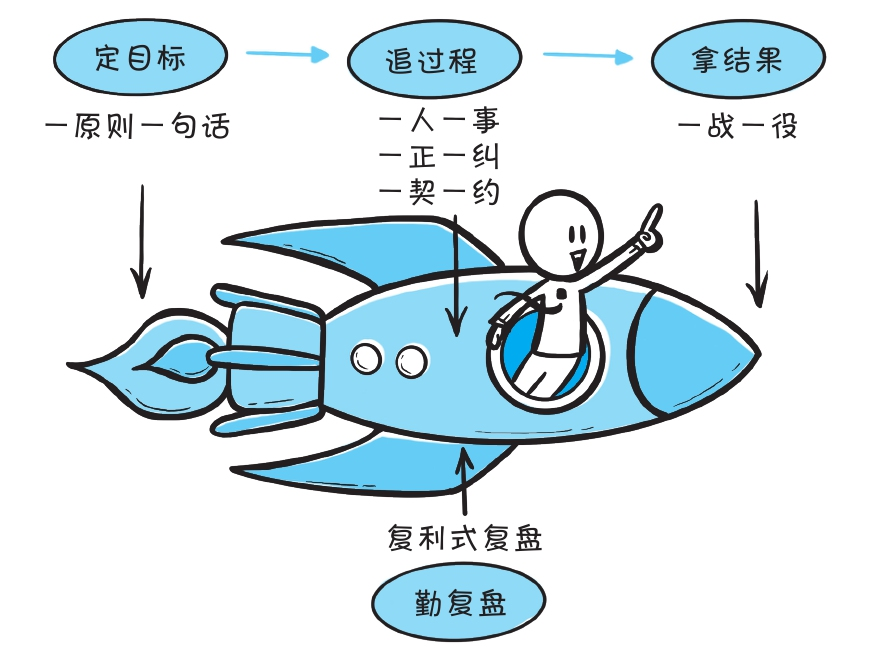 定目标
追过程
拿结果
一原则一句话
一人一事
一正一纠
一契一约
一战一役
复利式复盘
勤复盘